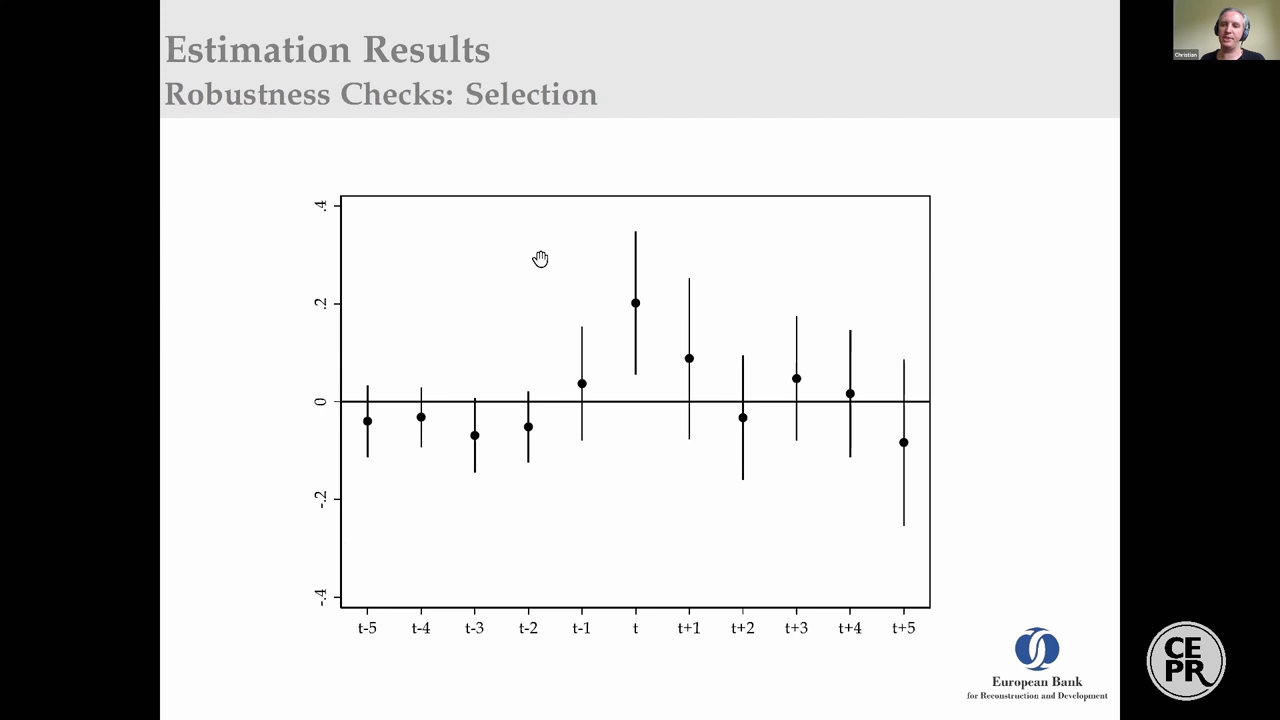 Estimation Results
Robustness Checks: Selection
Christian
.4
.2
0
-.2
-.4
t-5 t-4 t-3 t-2 t-1 t t+1 t+2 t+3 t+4 t+5
European Bank
for Reconstruction and Development
CE
PR